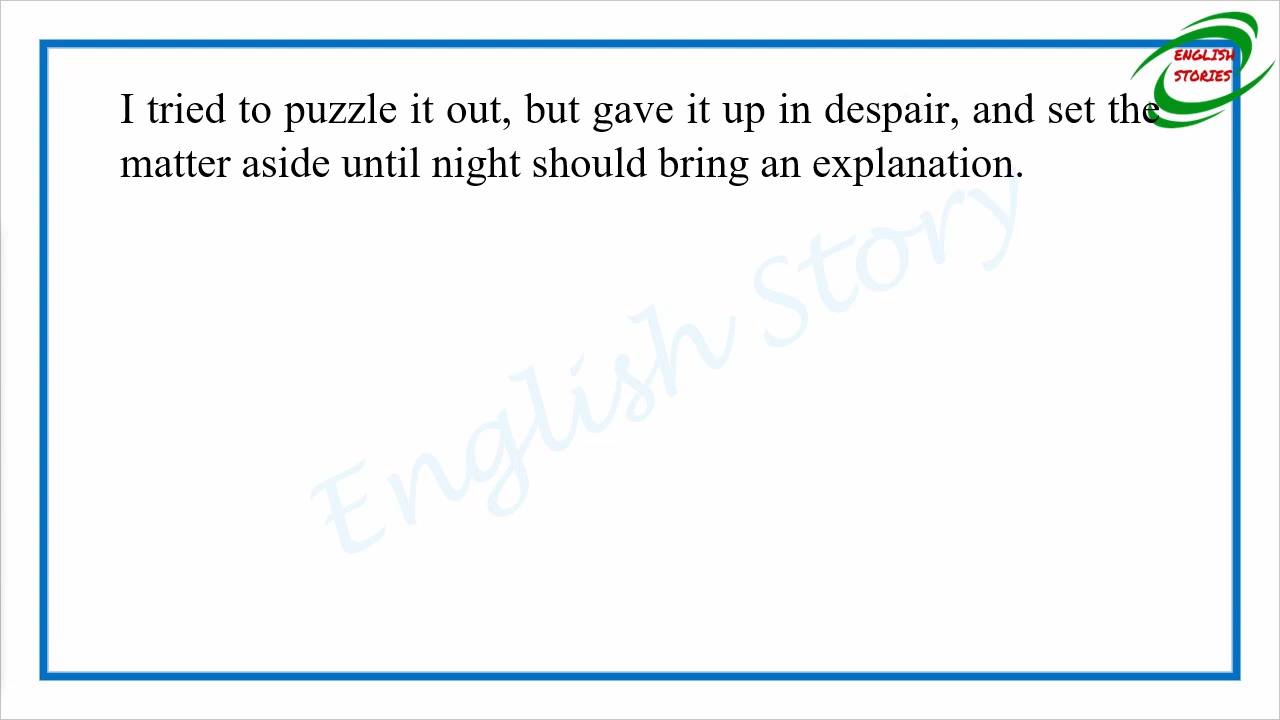 ENGLISH
STORIES
I tried to puzzle it out, but gave it up in despair, and set the
matter aside until night should bring an explanation.
English Story